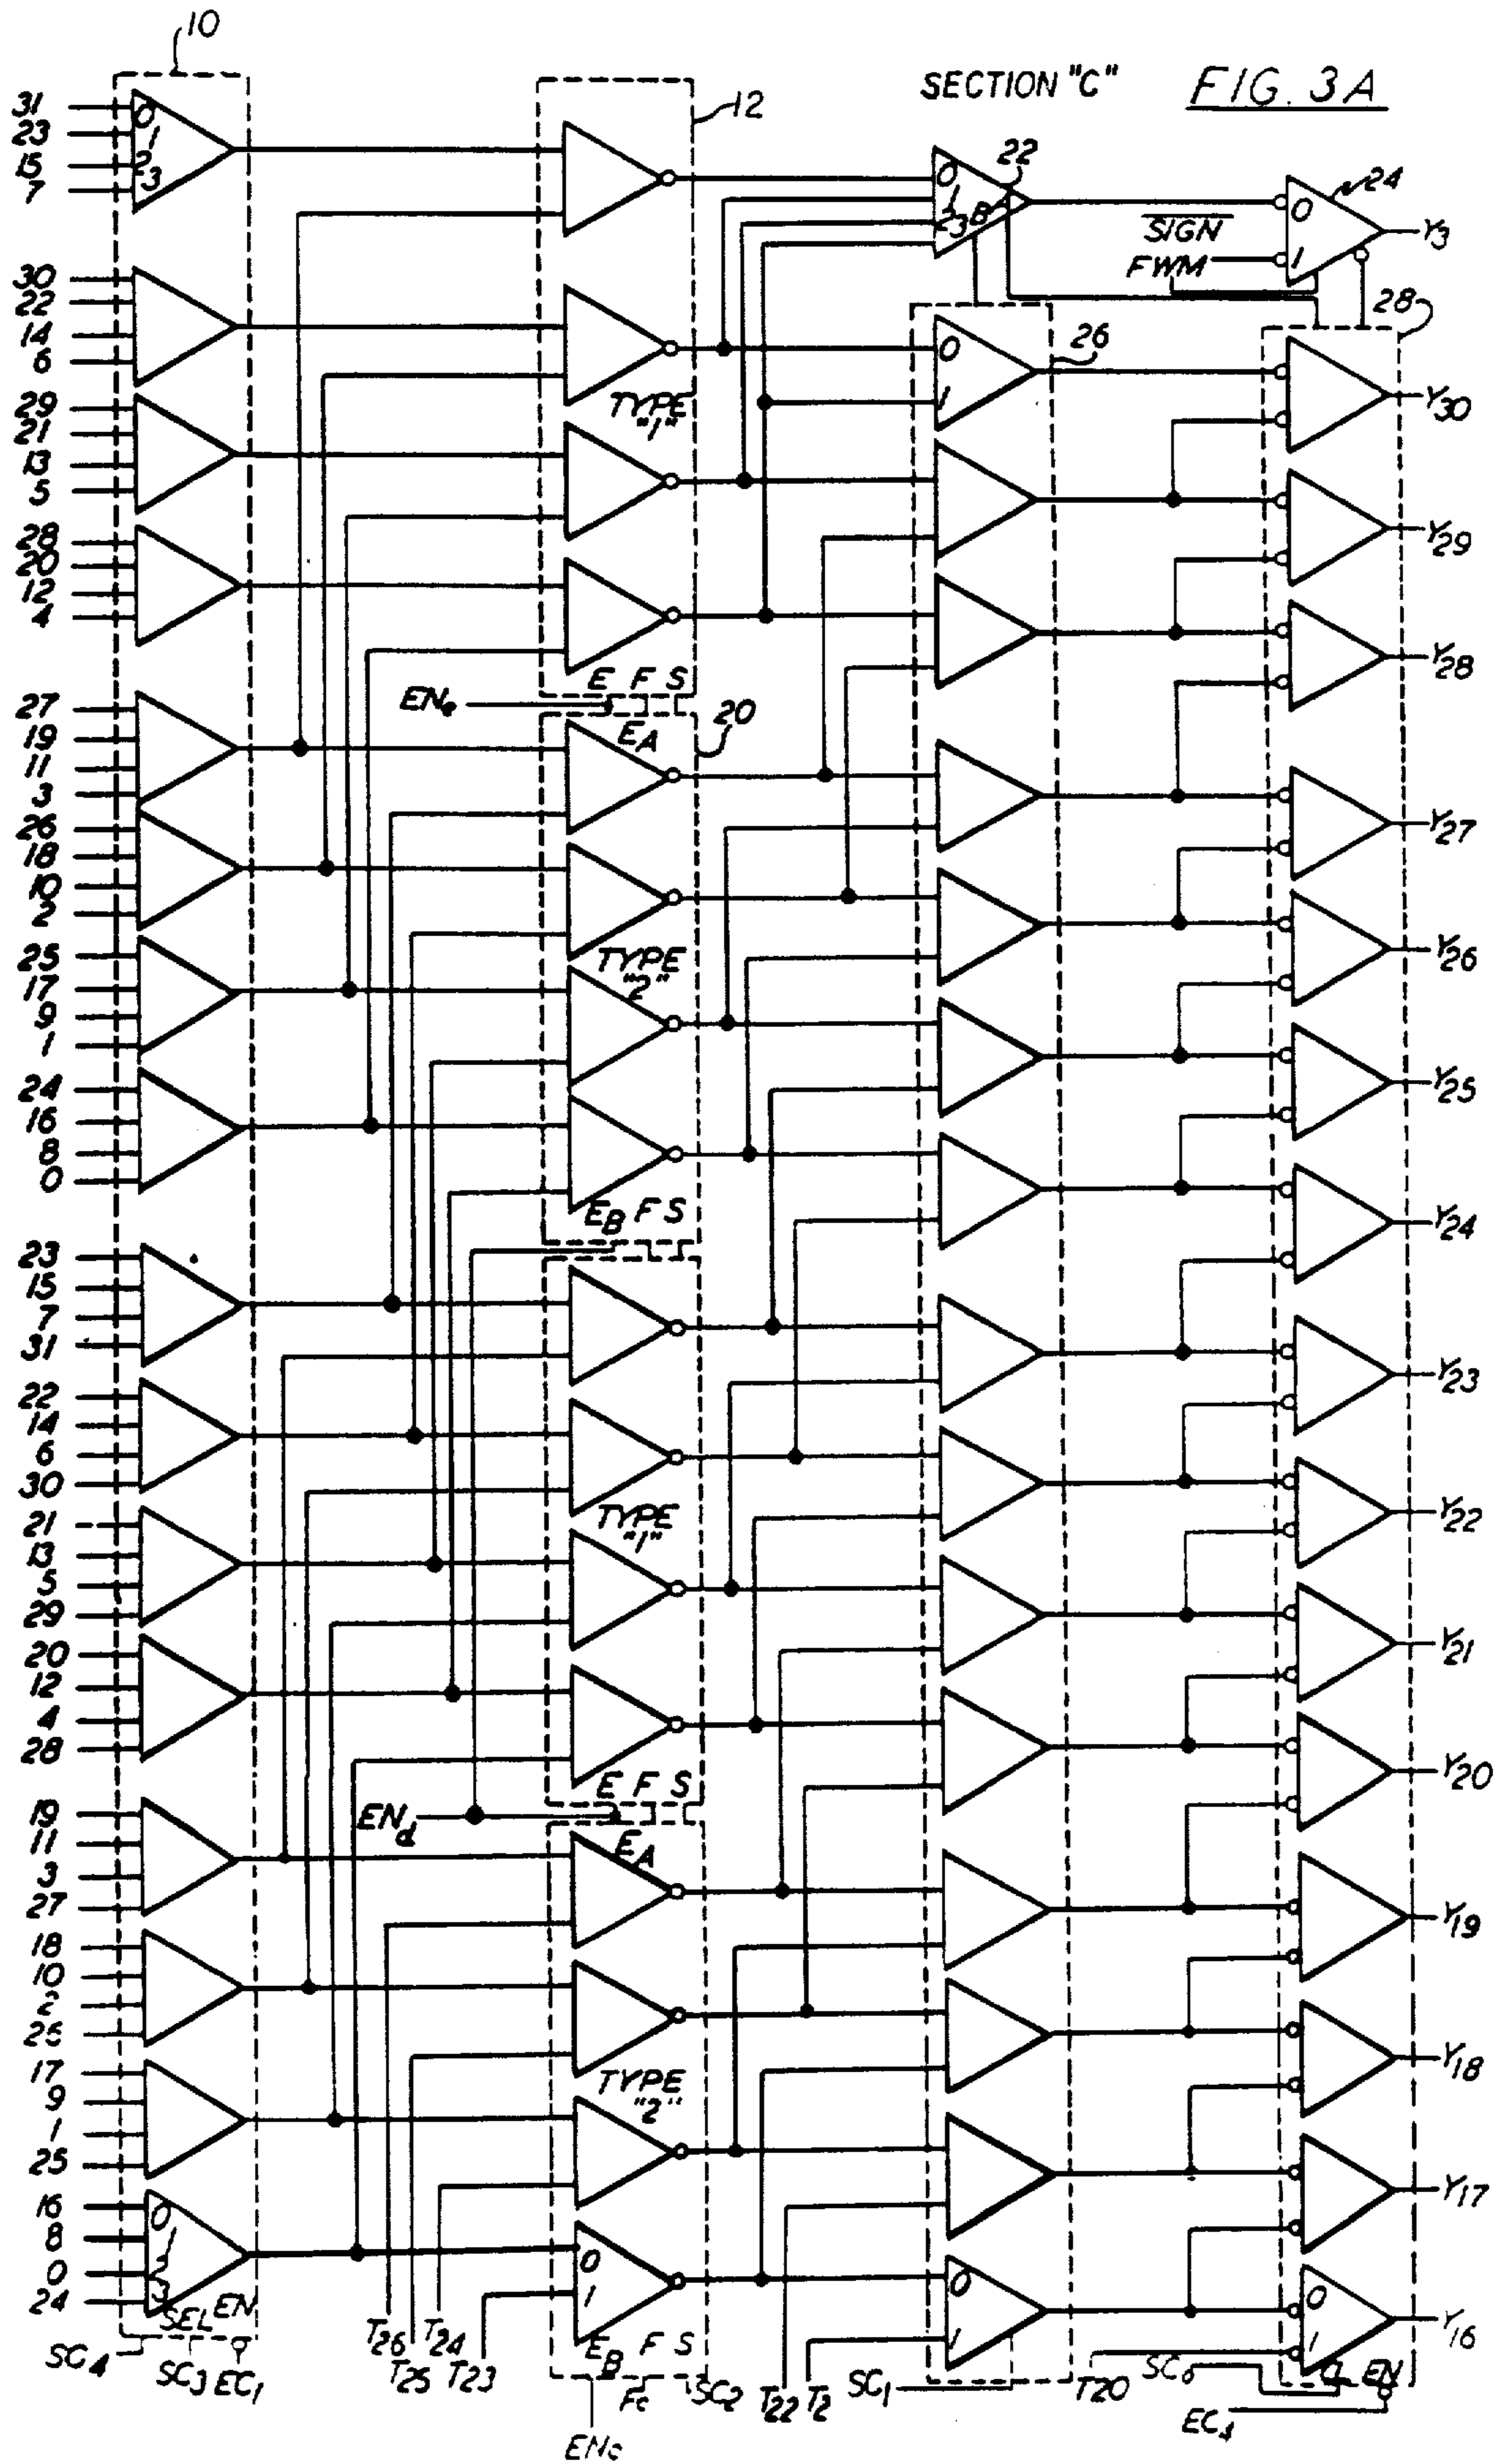 10
SECTION "C"
FIG. 3A
12
22
24
31
23
15
7
0
1
2
3
0
1
2
3
B
0
1
SIGN
FWM
Y3
30
22
14
6
TYPE
"1"
0
1
26
28
Y30
29
21
13
5
Y29
28
20
12
4
Y28
E F S
ENe
20
27
19
11
3
EA
Y27
26
18
10
2
TYPE
"2"
Y26
25
17
9
1
Y25
24
16
8
0
EB F S
Y24
23
15
7
31
Y23
22
14
6
30
TYPE
"1"
Y22
21
13
5
29
Y21
20
12
4
28
Y20
E F S
ENd
19
11
3
27
EA
Y19
18
10
2
26
TYPE
"2"
Y18
17
9
1
25
Y17
16
8
0
24
0
1
3
SEL EN
0
1
EB F S
0
1
0
1
EN
Y16
SC4
SC3
EC1
T26
T25
T24
T23
Fc
SC2
T22
T2
SC1
T20
SC0
EC4
ENc